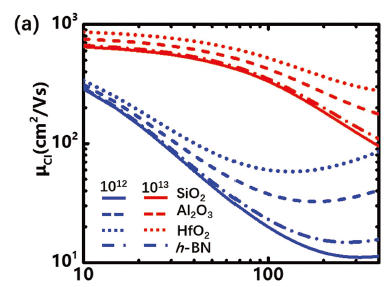 (a)
10³
μCI(cm²/Vs)
10²
10¹² 10¹³
SiO₂
Al₂O₃
HfO₂
h-BN
10¹
10 100